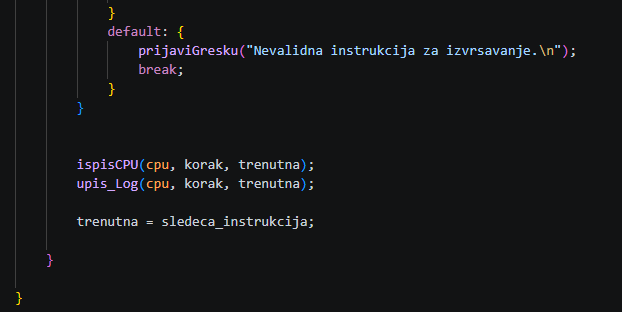 }
default: {
prijaviGresku("Nevalidna instrukcija za izvrsavanje.\n");
break;
}
}
ispisCPU(cpu, korak, trenutna);
upis_Log(cpu, korak, trenutna);
trenutna = sledeca_instrukcija;
}
}